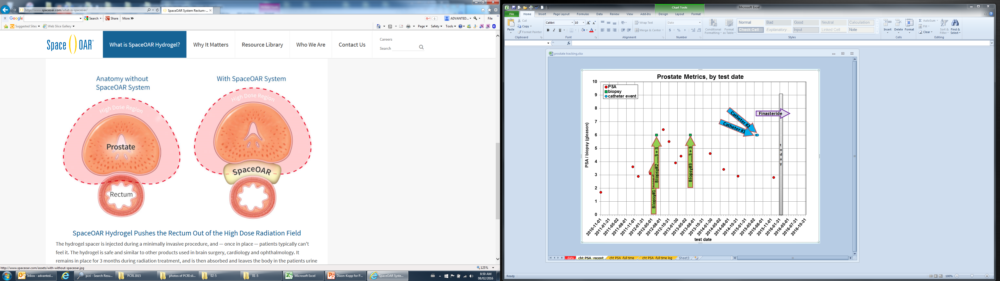 http://www.spaceoar.com/what-is-spaceoar/
SpaceOAR System Rectum-...
Google
Search
Share
More »
G+1 0
ADVANTED...
File
Suggested Sites
Web Slice Gallery
Page
Safety
Tools
Space OAR
What is SpaceOAR Hydrogel?
Why It Matters
Resource Library
Who We Are
Contact Us
Careers
Search
Anatomy without
SpaceOAR System
With SpaceOAR System
High Dose Region
High Dose Region
Prostate
SpaceOAR
Rectum
SpaceOAR Hydrogel Pushes the Rectum Out of the High Dose Radiation Field
The hydrogel spacer is injected during a minimally invasive procedure, and — once in place — patients typically can't
feel it. The hydrogel is safe and similar to other products used in brain surgery, cardiology and ophthalmology. It
remains in place for 3 months during radiation treatment, and is then absorbed and leaves the body in the patients urine
http://www.spaceoar.com/assets/with-without-spaceoar.jpg
125%
Inbox - advanted...
pcri - Search Resu...
PCRI 2015
photos of PCRI sli...
02-5
01-5
Microsoft Excel
Dixon-Kopp for P...
SpaceOAR Syste...
8:50 AM
08/02/2016
Chart Tools
Microsoft Excel
File
Home
Insert
Page Layout
Formulas
Data
Review
View
Add-Ins
Design
Layout
Format
Paste
Cut
Copy
Format Painter
Clipboard
Calibri
10
B I U
Font
Wrap Text
Merge & Center
Alignment
Date
$ % ,
Number
Conditional
Formatting
Format
as Table
Normal
Bad
Good
Neutral
Calculation
Check Cell
Explanatory...
Input
Linked Cell
Note
Styles
Insert
Delete
Format
Cells
AutoSum
Fill
Clear
Sort &
Filter
Find &
Select
Editing
fx
prostate tracking.xlsx
Prostate Metrics, by test date
PSA
biopsy
catheter event
PSA / biopsy (gleason)
10
9
8
7
6
5
4
3
2
1
0
Catheter #2
Catheter #1
Finasteride
today
Biopsy#1
Biopsy#2 ......3 + 3
Biopsy#3 ......3 + 3
2010-11-01
2011-01-31
2011-05-02
2011-08-01
2011-11-01
2012-01-31
2012-05-01
2012-08-01
2012-10-31
2013-01-30
2013-05-02
2013-08-01
2013-10-31
2014-01-30
2014-05-02
2014-08-01
2014-10-31
2015-01-31
2015-05-02
2015-08-01
2015-11-01
2016-01-31
2016-05-01
2016-07-31
2016-10-31
test date
data
cht PSA -recent
cht PSA -full time
cht PSA -full time log
Sheet3
Ready
100%